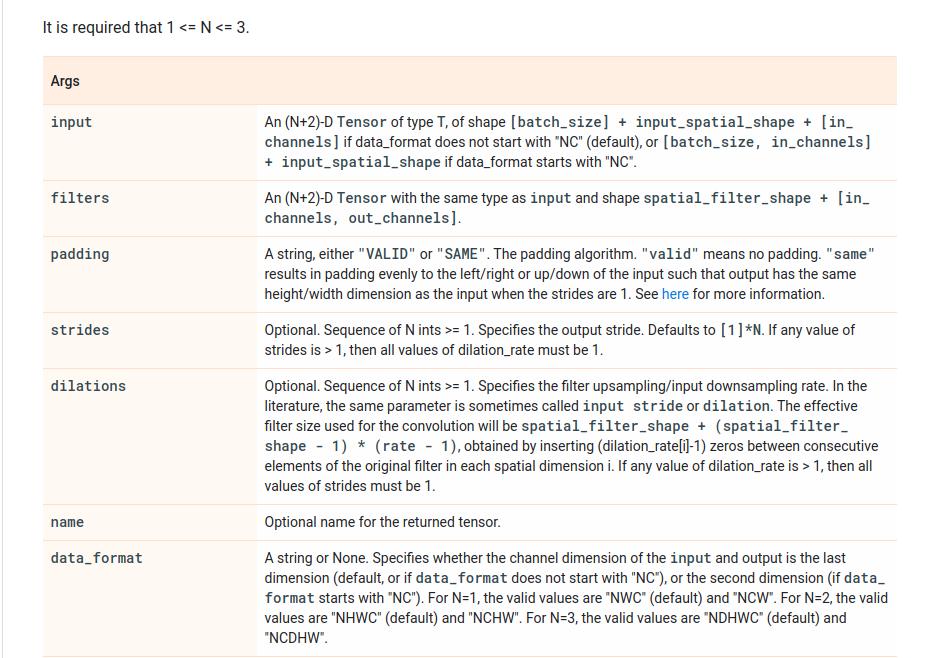 It is required that 1 <= N <= 3.
Args
input
An (N+2)-D Tensor of type T, of shape [batch_size] + input_spatial_shape + [in_
channels] if data_format does not start with "NC" (default), or [batch_size, in_channels]
+ input_spatial_shape if data_format starts with "NC".
filters
An (N+2)-D Tensor with the same type as input and shape spatial_filter_shape + [in_
channels, out_channels].
padding
A string, either "VALID" or "SAME". The padding algorithm. "valid" means no padding. "same"
results in padding evenly to the left/right or up/down of the input such that output has the same
height/width dimension as the input when the strides are 1. See here for more information.
strides
Optional. Sequence of N ints >= 1. Specifies the output stride. Defaults to [1]*N. If any value of
strides is > 1, then all values of dilation_rate must be 1.
dilations
Optional. Sequence of N ints >= 1. Specifies the filter upsampling/input downsampling rate. In the
literature, the same parameter is sometimes called input stride or dilation. The effective
filter size used for the convolution will be spatial_filter_shape + (spatial_filter_
shape - 1) * (rate - 1), obtained by inserting (dilation_rate[i]-1) zeros between consecutive
elements of the original filter in each spatial dimension i. If any value of dilation_rate is > 1, then all
values of strides must be 1.
name
Optional name for the returned tensor.
data_format
A string or None. Specifies whether the channel dimension of the input and output is the last
dimension (default, or if data_format does not start with "NC"), or the second dimension (if data_
format starts with "NC"). For N=1, the valid values are "NWC" (default) and "NCW". For N=2, the valid
values are "NHWC" (default) and "NCHW". For N=3, the valid values are "NDHWC" (default) and
"NCDHW".